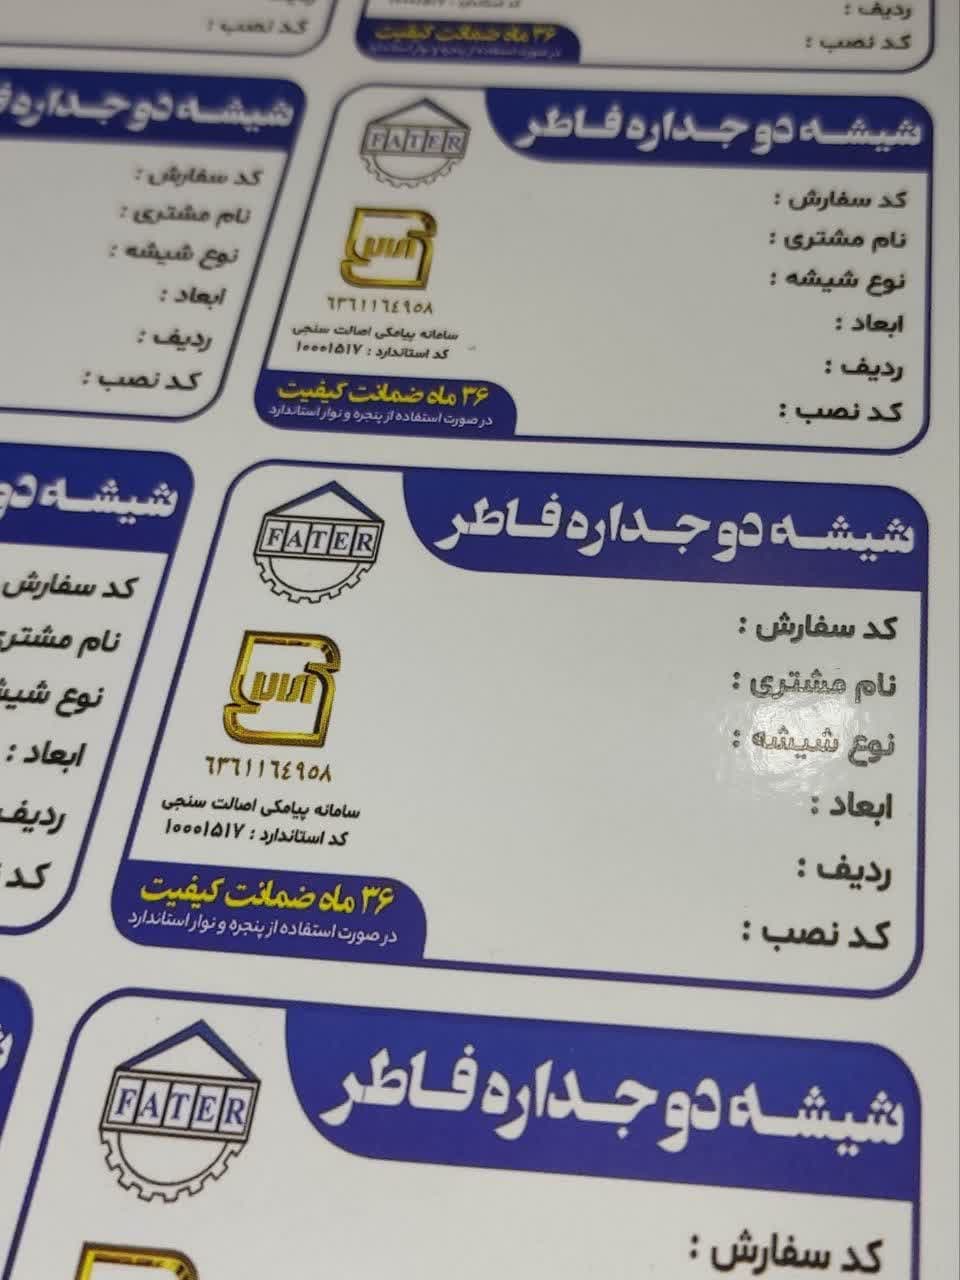 کد نصب :
۳۶ ماه ضمانت کیفیت
در صورت استفاده از پنجره و نوار استاندارد
ردیف :
کد نصب :
شیشه دو جداره فا
کد سفارش :
نام مشتری :
نوع شیشه :
ابعاد :
ردیف :
کد نصب :
شیشه دو جداره فاطر
FATER
کد سفارش :
نام مشتری :
نوع شیشه :
ابعاد :
ردیف :
کد نصب :
۶۳۶۱۱۶۴۹۵۸
سامانه پیامکی اصالت سنجی
کد استاندارد : ۱۰۰۰۱۵۱۷
۳۶ ماه ضمانت کیفیت
در صورت استفاده از پنجره و نوار استاندارد
شیشه دو
کد سفارش
نام مشتری
نوع شیش
ابعاد :
ردیف
کد
شیشه دو جداره فاطر
FATER
کد سفارش :
نام مشتری :
نوع شیشه :
ابعاد :
ردیف :
کد نصب :
۶۳۶۱۱۶۴۹۵۸
سامانه پیامکی اصالت سنجی
کد استاندارد : ۱۰۰۰۱۵۱۷
۳۶ ماه ضمانت کیفیت
در صورت استفاده از پنجره و نوار استاندارد
شیشه دو جداره فاطر
FATER
کد سفارش :